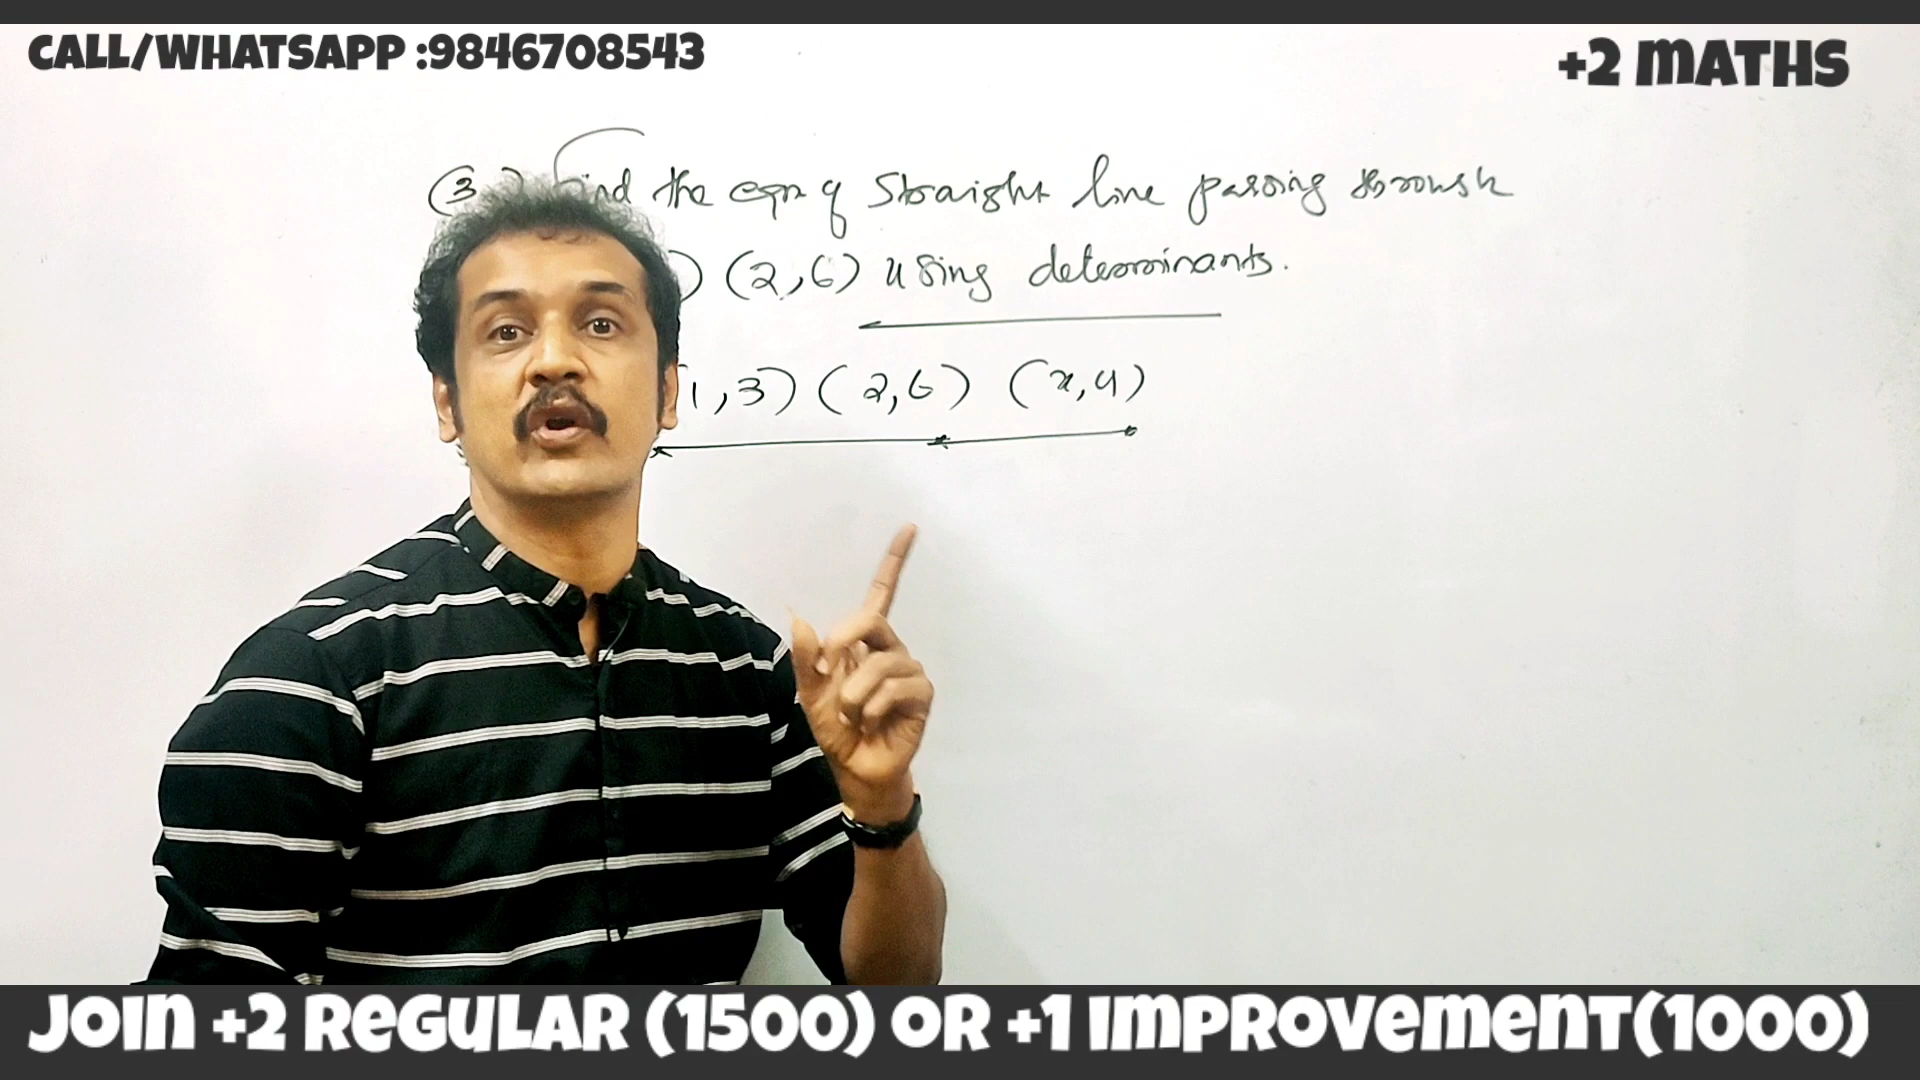 CALL/WHATSAPP :9846708543
+2 MATHS
(3) Find the eqn of straight line passing through
) (2,6) using determinants.
(1,3) (2,6) (x,y)
JOIN +2 REGULAR (1500) OR +1 IMPROVEMENT(1000)